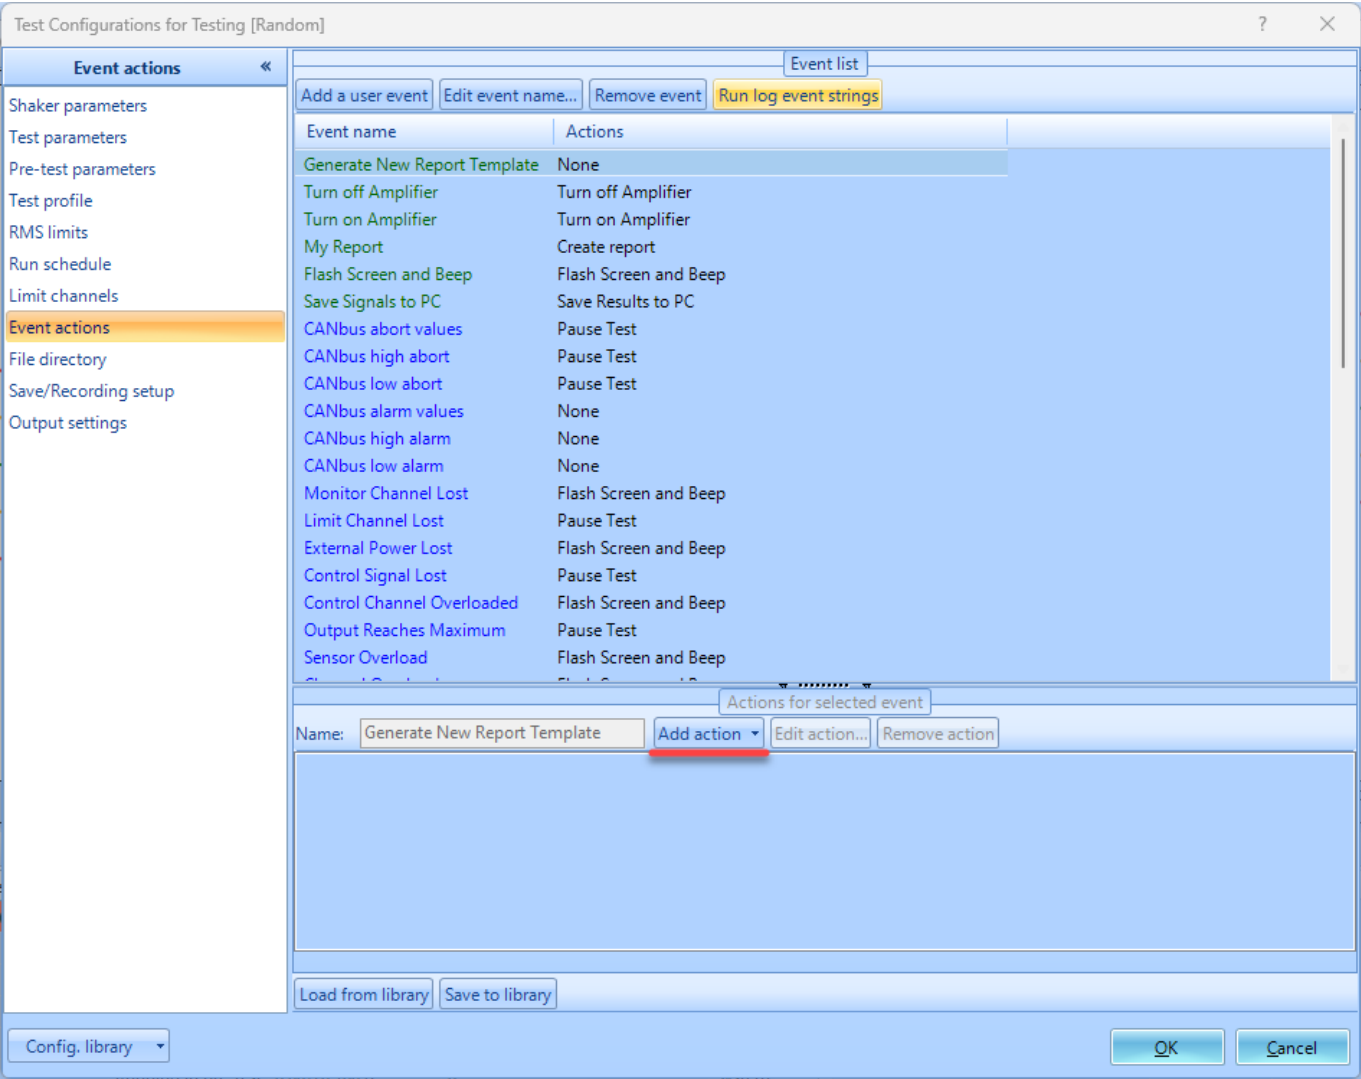 Test Configurations for Testing [Random]
?
Event actions «
Shaker parameters
Test parameters
Pre-test parameters
Test profile
RMS limits
Run schedule
Limit channels
Event actions
File directory
Save/Recording setup
Output settings
Event list
Add a user event Edit event name... Remove event Run log event strings
Event name Actions
Generate New Report Template None
Turn off Amplifier Turn off Amplifier
Turn on Amplifier Turn on Amplifier
My Report Create report
Flash Screen and Beep Flash Screen and Beep
Save Signals to PC Save Results to PC
CANbus abort values Pause Test
CANbus high abort Pause Test
CANbus low abort Pause Test
CANbus alarm values None
CANbus high alarm None
CANbus low alarm None
Monitor Channel Lost Flash Screen and Beep
Limit Channel Lost Pause Test
External Power Lost Flash Screen and Beep
Control Signal Lost Pause Test
Control Channel Overloaded Flash Screen and Beep
Output Reaches Maximum Pause Test
Sensor Overload Flash Screen and Beep
Actions for selected event
Name: Generate New Report Template Add action Edit action... Remove action
Load from library Save to library
Config. library
OK Cancel